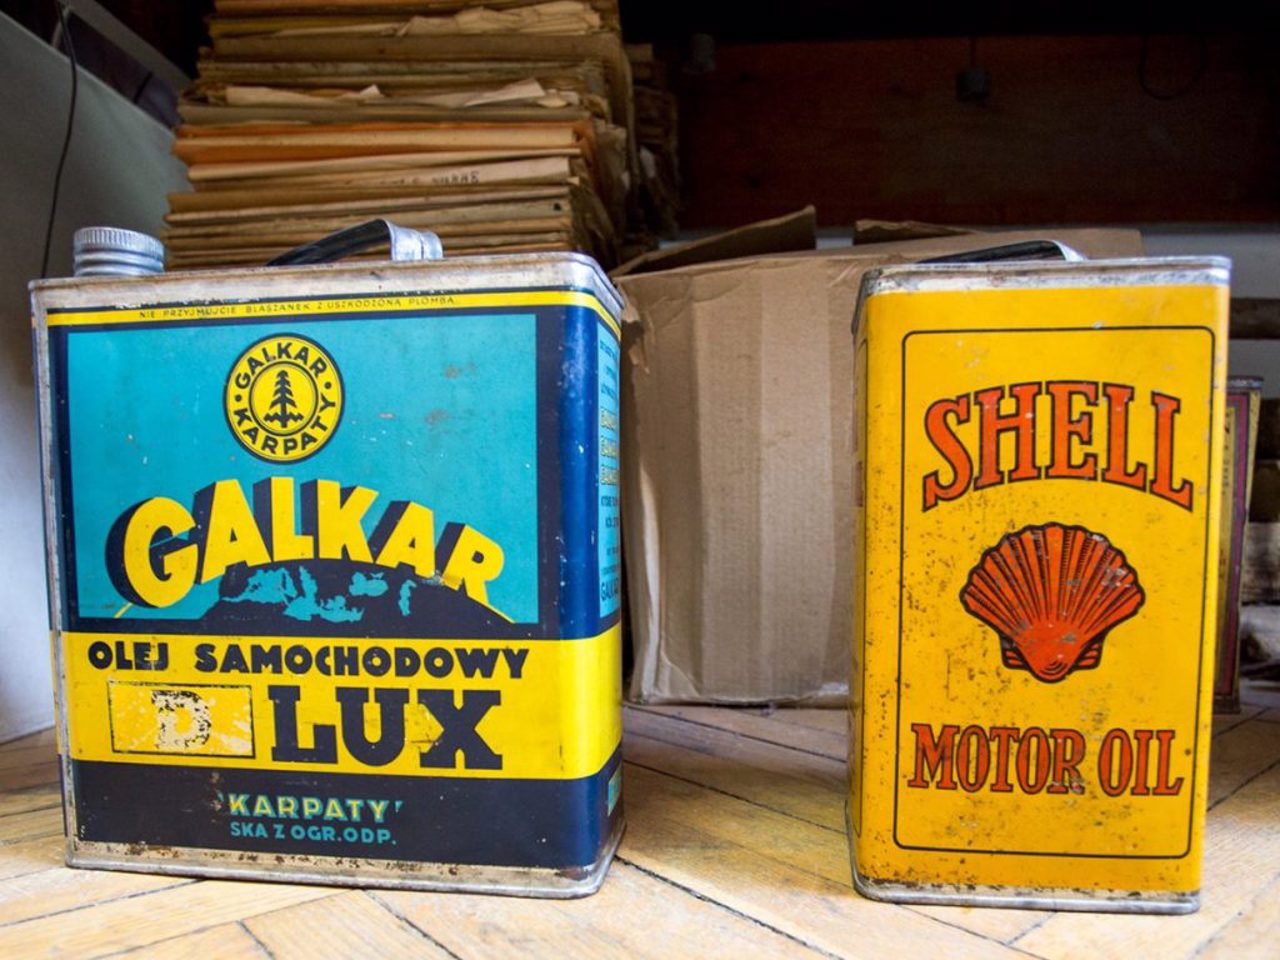 NIE PRZYJMUJCIE BLASZANEK Z USZKODZONĄ PLOMBĄ
GALKAR
KARPATY
GALKAR
OLEJ SAMOCHODOWY
D LUX
"KARPATY"
SKA Z OGR. ODP.
SHELL
MOTOR OIL